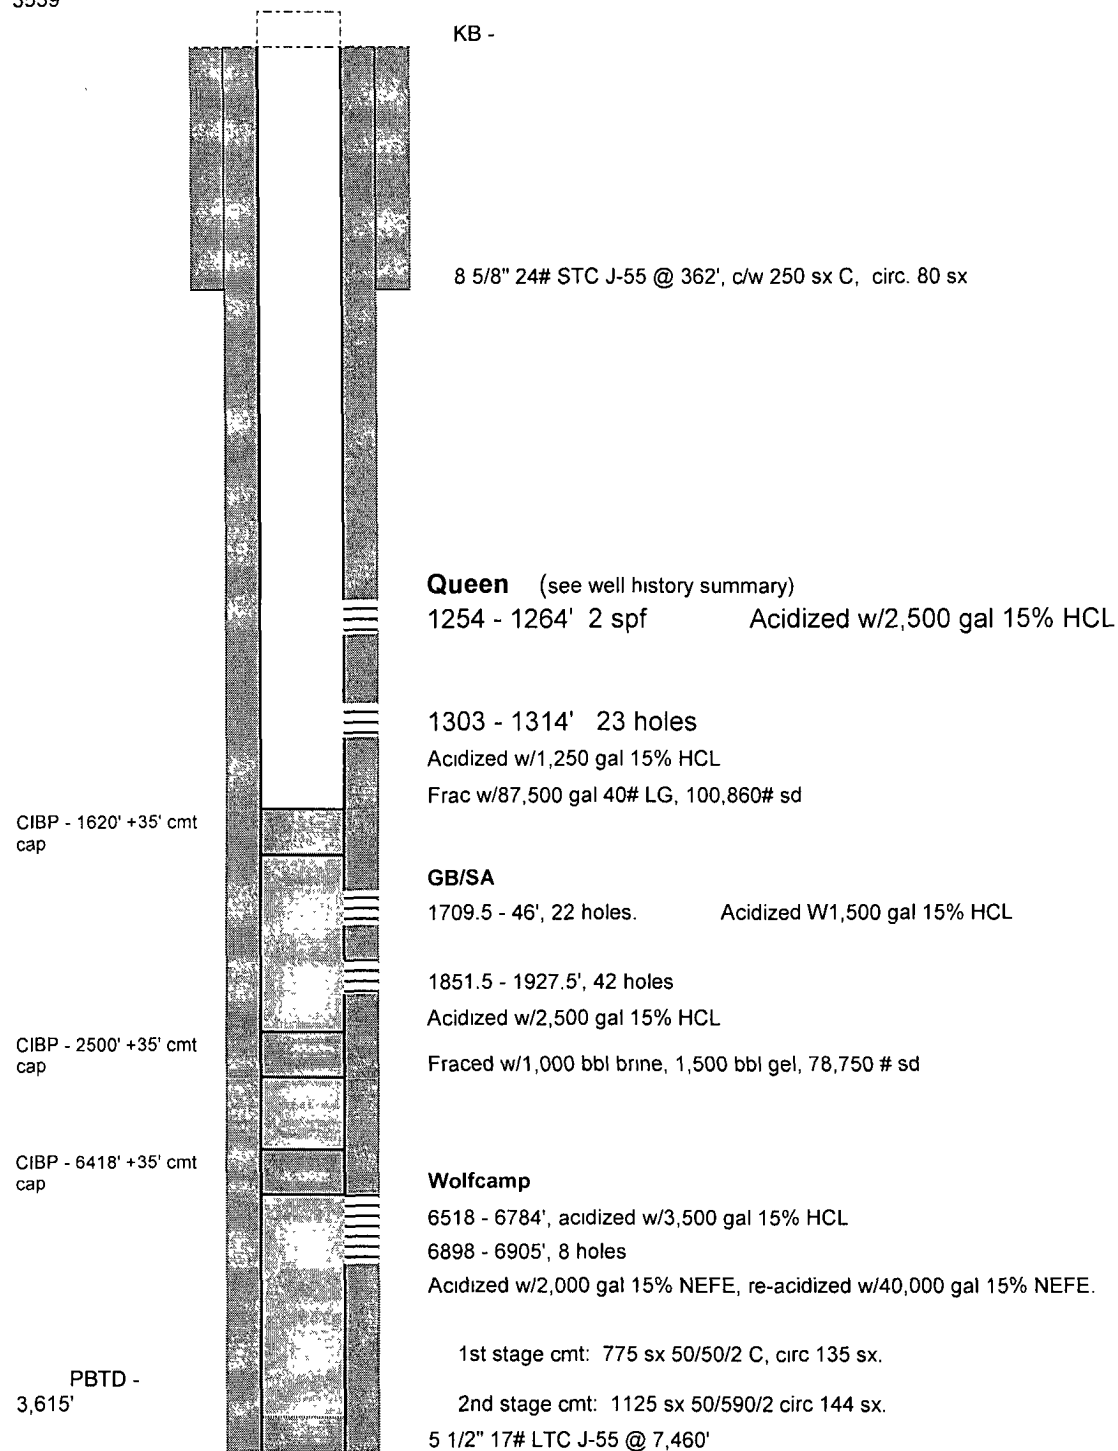 KB -
8 5/8" 24# STC J-55 @ 362', c/w 250 sx C, circ. 80 sx
Queen (see well history summary)
1254 - 1264' 2 spf Acidized w/2,500 gal 15% HCL
1303 - 1314' 23 holes
Acidized w/1,250 gal 15% HCL
Frac w/87,500 gal 40# LG, 100,860# sd
CIBP - 1620' +35' cmt
cap
GB/SA
1709.5 - 46', 22 holes. Acidized W1,500 gal 15% HCL
1851.5 - 1927.5', 42 holes
Acidized w/2,500 gal 15% HCL
CIBP - 2500' +35' cmt
cap
Fraced w/1,000 bbl brine, 1,500 bbl gel, 78,750 # sd
CIBP - 6418' +35' cmt
cap
Wolfcamp
6518 - 6784', acidized w/3,500 gal 15% HCL
6898 - 6905', 8 holes
Acidized w/2,000 gal 15% NEFE, re-acidized w/40,000 gal 15% NEFE.
1st stage cmt: 775 sx 50/50/2 C, circ 135 sx.
PBTD -
3,615'
2nd stage cmt: 1125 sx 50/590/2 circ 144 sx.
5 1/2" 17# LTC J-55 @ 7,460'